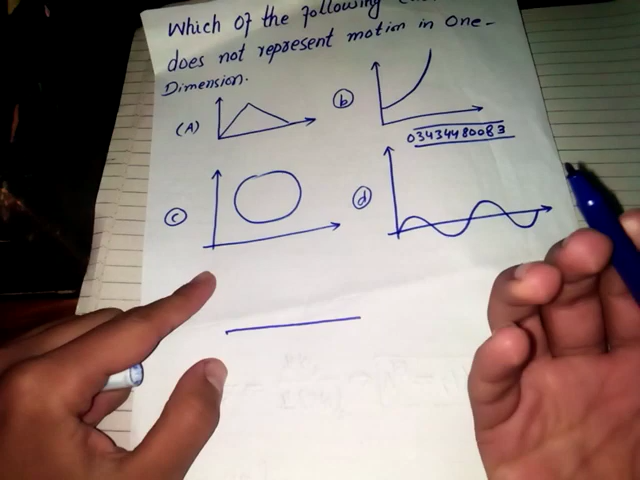 Which Of the following
does not represent motion in One-
Dimension.
(A)
(b)
03434480083
(c)
(d)